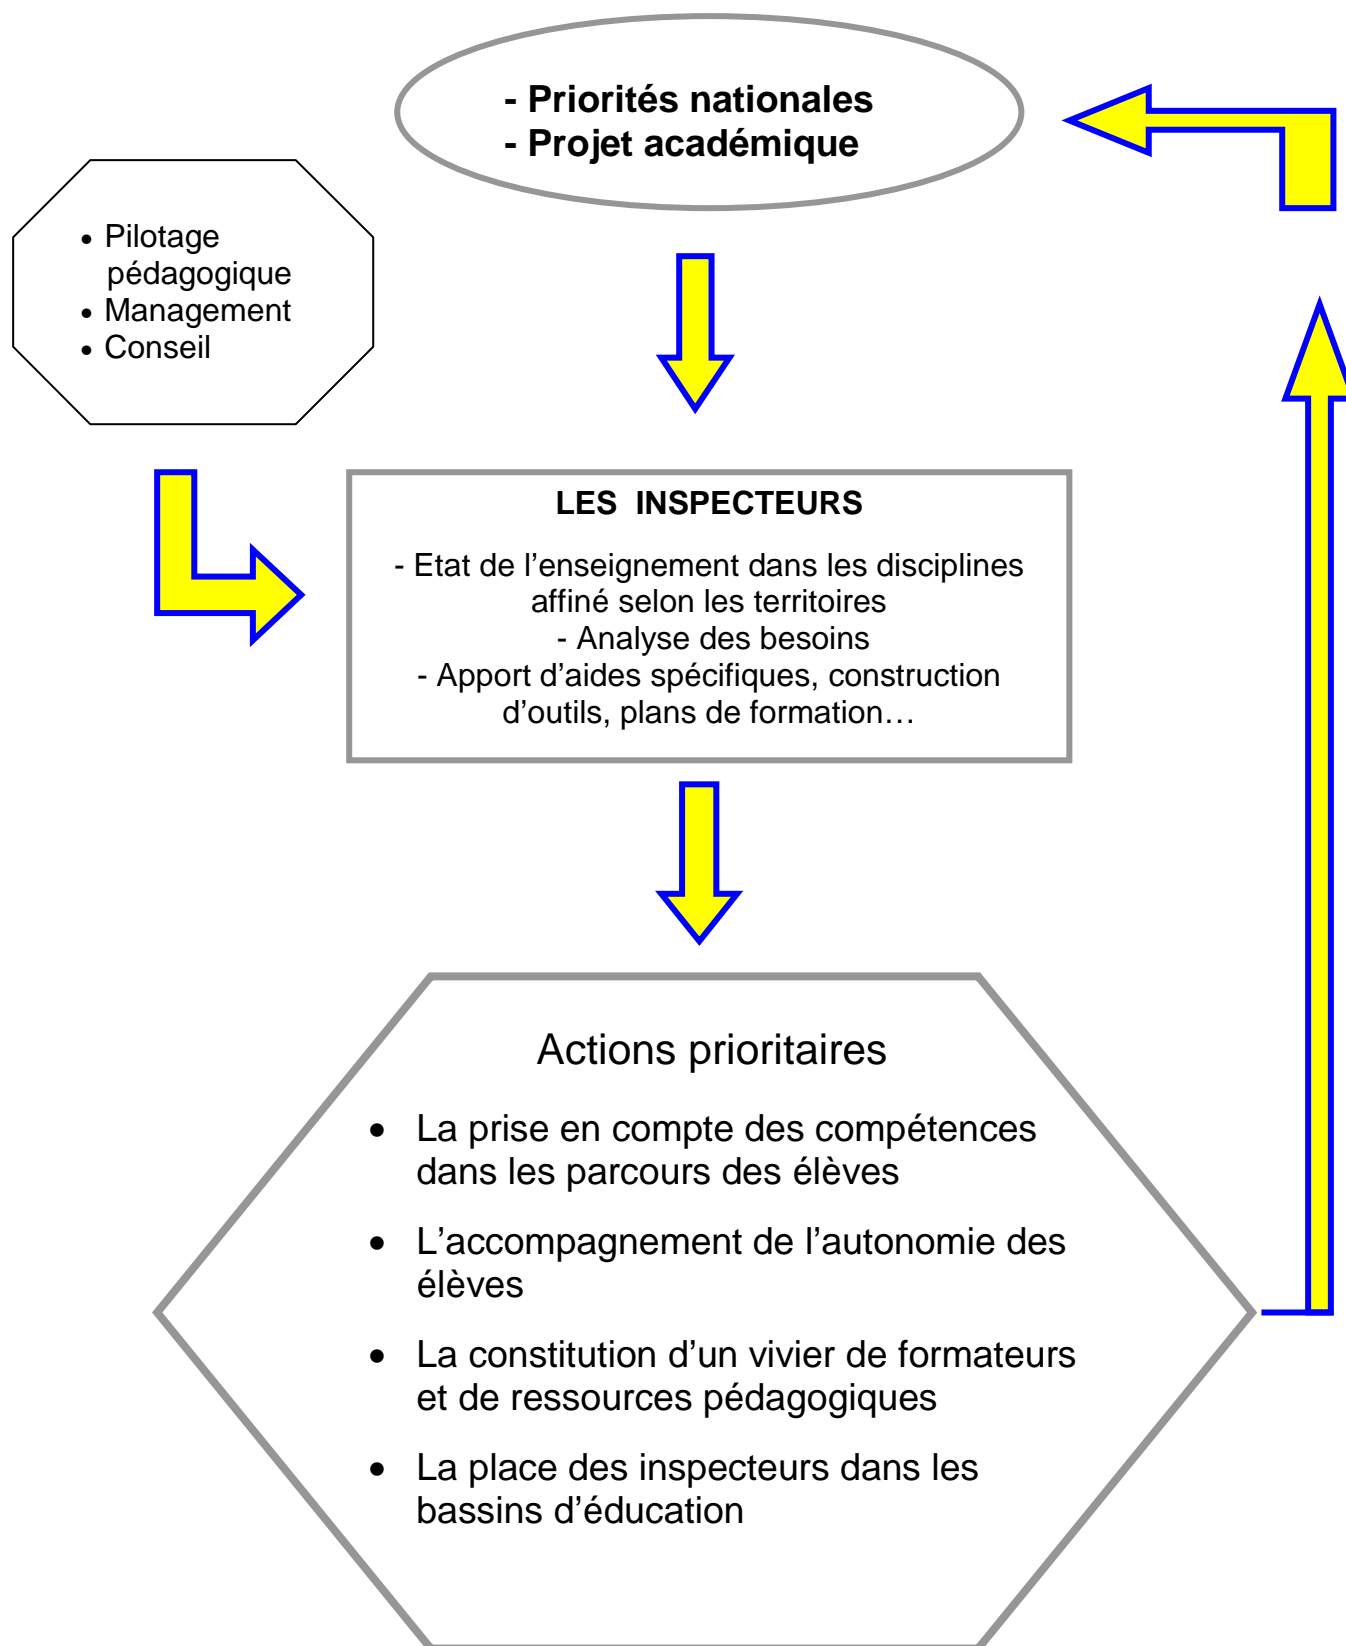 - Priorités nationales
- Projet académique
• Pilotage
pédagogique
• Management
• Conseil
LES INSPECTEURS
- Etat de l’enseignement dans les disciplines
affiné selon les territoires
- Analyse des besoins
- Apport d’aides spécifiques, construction
d’outils, plans de formation…
Actions prioritaires
• La prise en compte des compétences
dans les parcours des élèves
• L’accompagnement de l’autonomie des
élèves
• La constitution d’un vivier de formateurs
et de ressources pédagogiques
• La place des inspecteurs dans les
bassins d’éducation